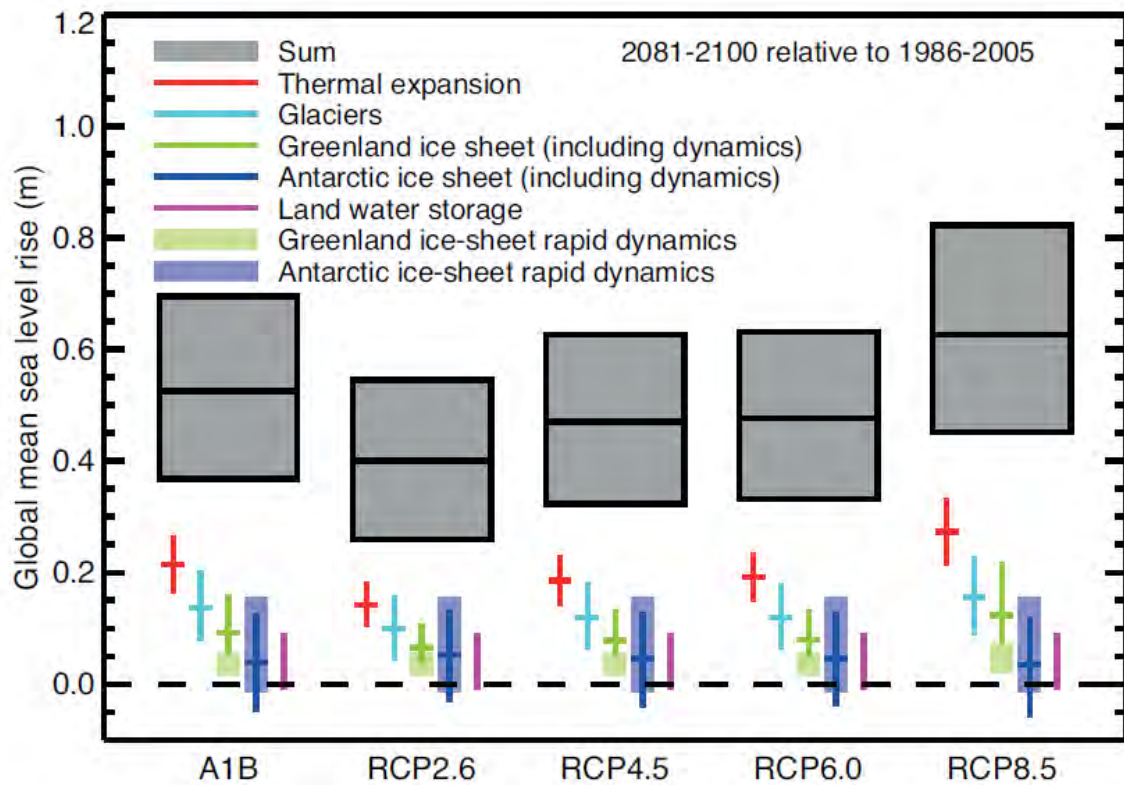 1.2
Sum
2081-2100 relative to 1986-2005
Thermal expansion
Glaciers
1.0
Greenland ice sheet (including dynamics)
Antarctic ice sheet (including dynamics)
Land water storage
Greenland ice-sheet rapid dynamics
0.8
Antarctic ice-sheet rapid dynamics
Global mean sea level rise (m)
0.6
0.4
0.2
0.0
A1B RCP2.6 RCP4.5 RCP6.0 RCP8.5